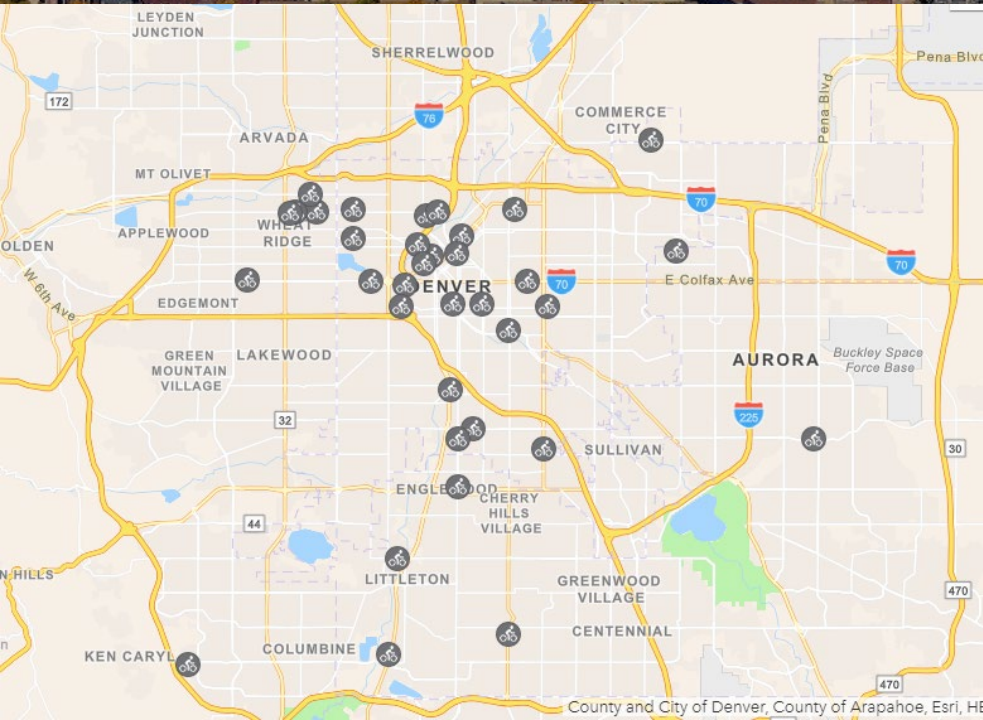 LEYDEN
JUNCTION
SHERRELWOOD
Pena Blvd
Pena Blvd
172
76
COMMERCE
CITY
ARVADA
MT OLIVET
70
APPLEWOOD
WHEAT
RIDGE
OLDEN
70
W 6th Ave
E Colfax Ave
70
ENVER
EDGEMONT
LAKEWOOD
GREEN
MOUNTAIN
VILLAGE
AURORA
Buckley Space
Force Base
225
32
SULLIVAN
30
ENGLEWOOD
CHERRY
HILLS
VILLAGE
44
N HILLS
LITTLETON
GREENWOOD
VILLAGE
470
CENTENNIAL
COLUMBINE
KEN CARYL
470
County and City of Denver, County of Arapahoe, Esri, HE